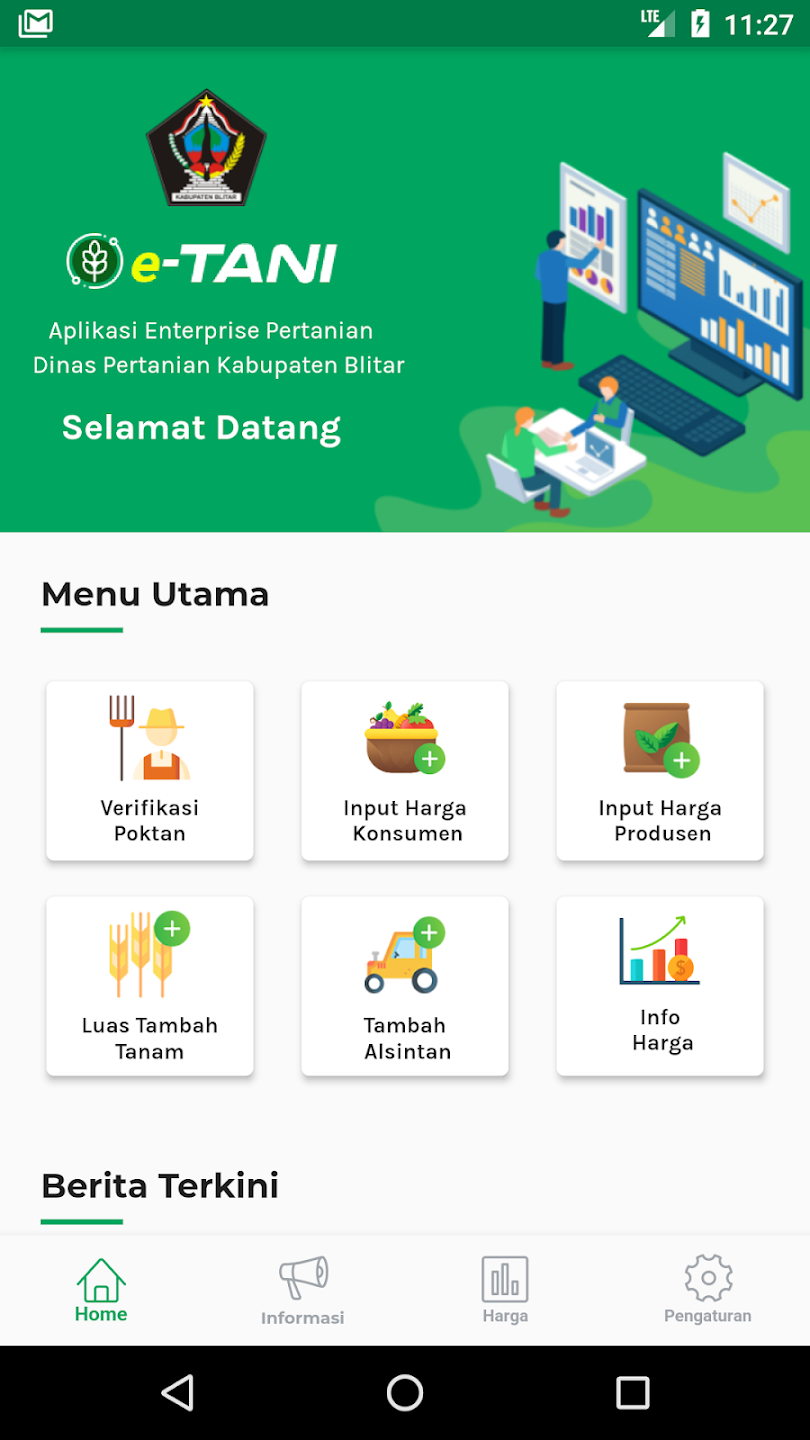 LTE
11:27
KABUPATEN BLITAR
e-TANI
Aplikasi Enterprise Pertanian
Dinas Pertanian Kabupaten Blitar
Selamat Datang
Menu Utama
Verifikasi
Poktan
Input Harga
Konsumen
Input Harga
Produsen
Luas Tambah
Tanam
Tambah
Alsintan
Info
Harga
Berita Terkini
Home
Informasi
Harga
Pengaturan